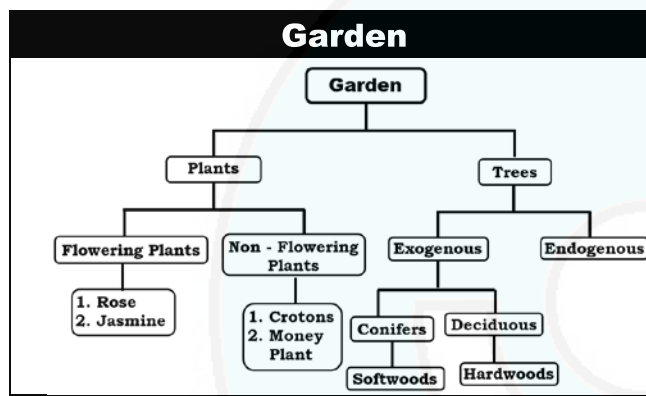 Garden
Garden
Plants
Trees
Flowering Plants
Non - Flowering
Plants
Exogenous
Endogenous
1. Rose
2. Jasmine
1. Crotons
2. Money
Plant
Conifers
Deciduous
Softwoods
Hardwoods